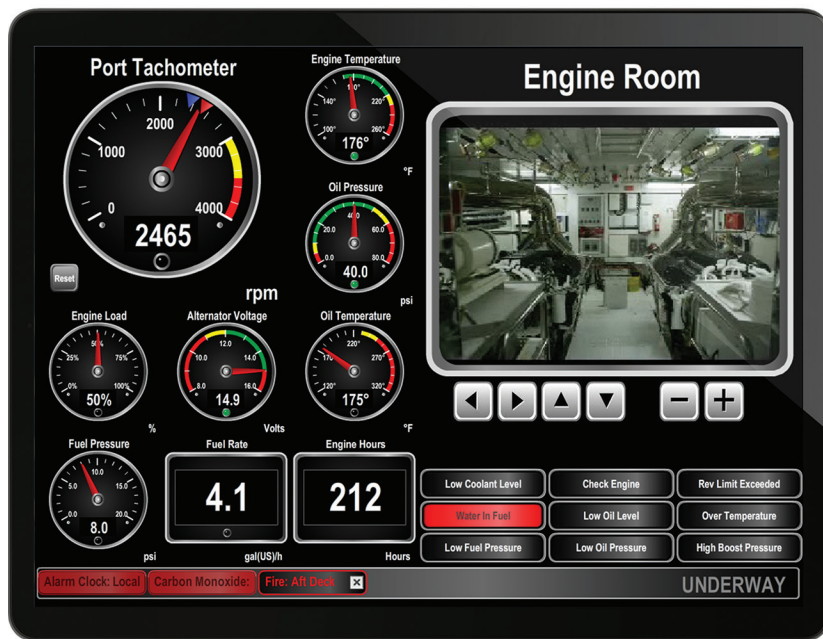 Port Tachometer
0
1000
2000
3000
4000
2465
rpm
Reset
Engine Temperature
100°
140°
180°
220°
260°
176°
°F
Oil Pressure
0.0
20.0
40.0
60.0
80.0
40.0
psi
Engine Load
0%
25%
50%
75%
100%
50%
%
Alternator Voltage
8.0
10.0
12.0
14.0
16.0
14.9
Volts
Oil Temperature
120°
170°
220°
270°
320°
175°
°F
Fuel Pressure
0.0
5.0
10.0
15.0
20.0
8.0
psi
Fuel Rate
4.1
gal(US)/h
Engine Hours
212
Hours
Engine Room
Low Coolant Level
Check Engine
Rev Limit Exceeded
Water In Fuel
Low Oil Level
Over Temperature
Low Fuel Pressure
Low Oil Pressure
High Boost Pressure
Alarm Clock: Local
Carbon Monoxide:
Fire: Aft Deck
UNDERWAY